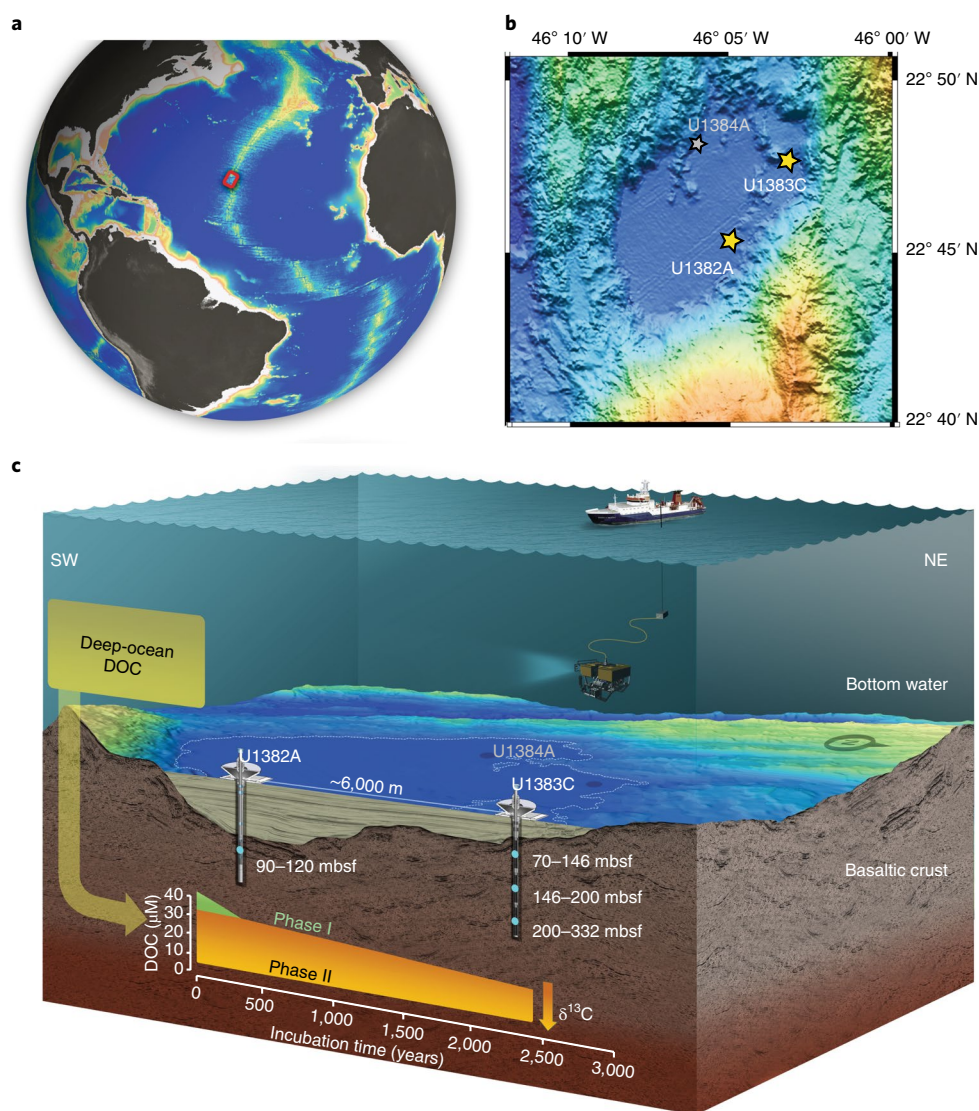 a
b
46° 10′ W
46° 05′ W
46° 00′ W
22° 50′ N
U1384A
U1383C
22° 45′ N
U1382A
22° 40′ N
c
SW
NE
Deep-ocean
DOC
Bottom water
U1382A
U1384A
~6,000 m
U1383C
90–120 mbsf
70–146 mbsf
Basaltic crust
146–200 mbsf
200–332 mbsf
DOC (μM)
40
30
20
10
0
Phase I
Phase II
δ¹³C
0
500
1,000
1,500
2,000
2,500
3,000
Incubation time (years)